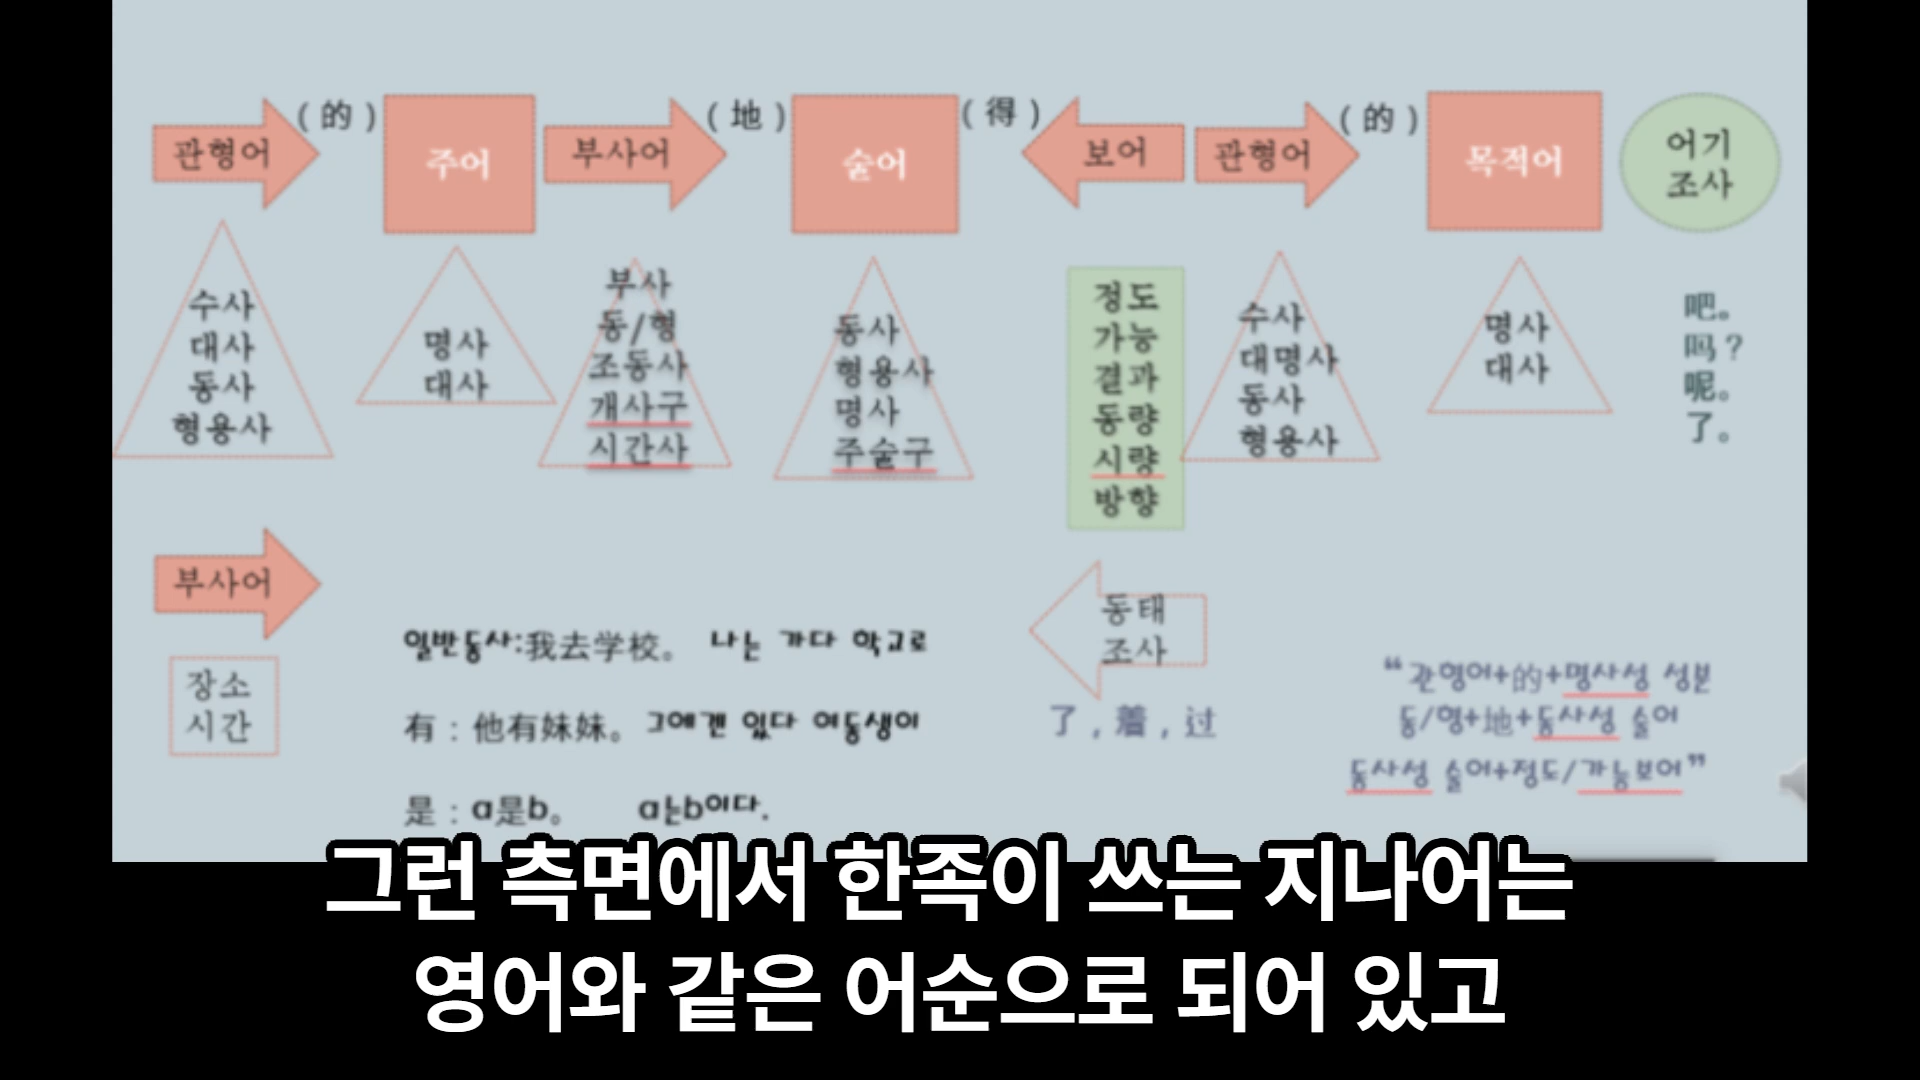 관형어
(的)
주어
부사어
(地)
술어
(得)
보어
관형어
(的)
목적어
어기
조사
수사
대사
동사
형용사
명사
대사
부사
동/형
조동사
개사구
시간사
동사
형용사
명사
주술구
정도
가능
결과
동량
시량
방향
수사
대명사
동사
형용사
명사
대사
吧。
吗?
呢。
了。
부사어
장소
시간
일반동사:我去学校。 나는 가다 학교로
有:他有妹妹。그에겐 있다 여동생이
是:a是b。 a는b이다.
동태
조사
了,着,过
“관형어+的+명사성 성분
동/형+地+동사성 술어
동사성 술어+정도/가능보어”
그런 측면에서 한족이 쓰는 지나어는
영어와 같은 어순으로 되어 있고